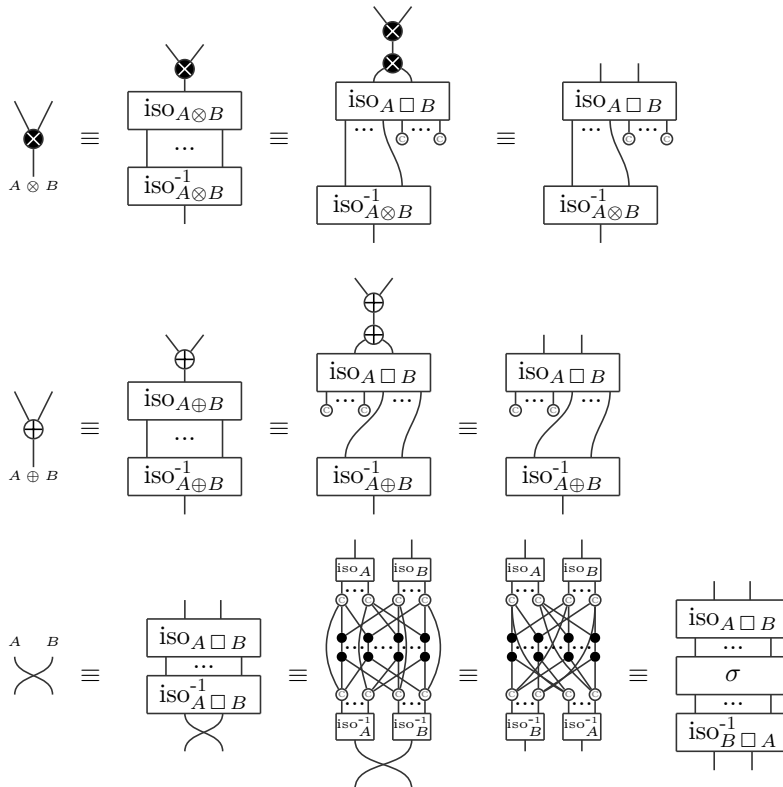 ≡ iso_{A⊗B} ... iso^{-1}_{A⊗B} ≡ iso_{A□B} ... ... iso^{-1}_{A⊗B} ≡ iso_{A□B} ... ... iso^{-1}_{A⊗B}
A ⊗ B
≡ iso_{A⊕B} ... iso^{-1}_{A⊕B} ≡ iso_{A□B} C ... C ... iso^{-1}_{A⊕B} ≡ iso_{A□B} C ... C ... iso^{-1}_{A⊕B}
A ⊕ B
A B ≡ iso_{A□B} ... iso^{-1}_{A□B} ≡ iso_A iso_B ... ... iso^{-1}_A iso^{-1}_B ≡ iso_A iso_B ... ... iso^{-1}_B iso^{-1}_A ≡ iso_{A□B} ... σ ... iso^{-1}_{B□A}